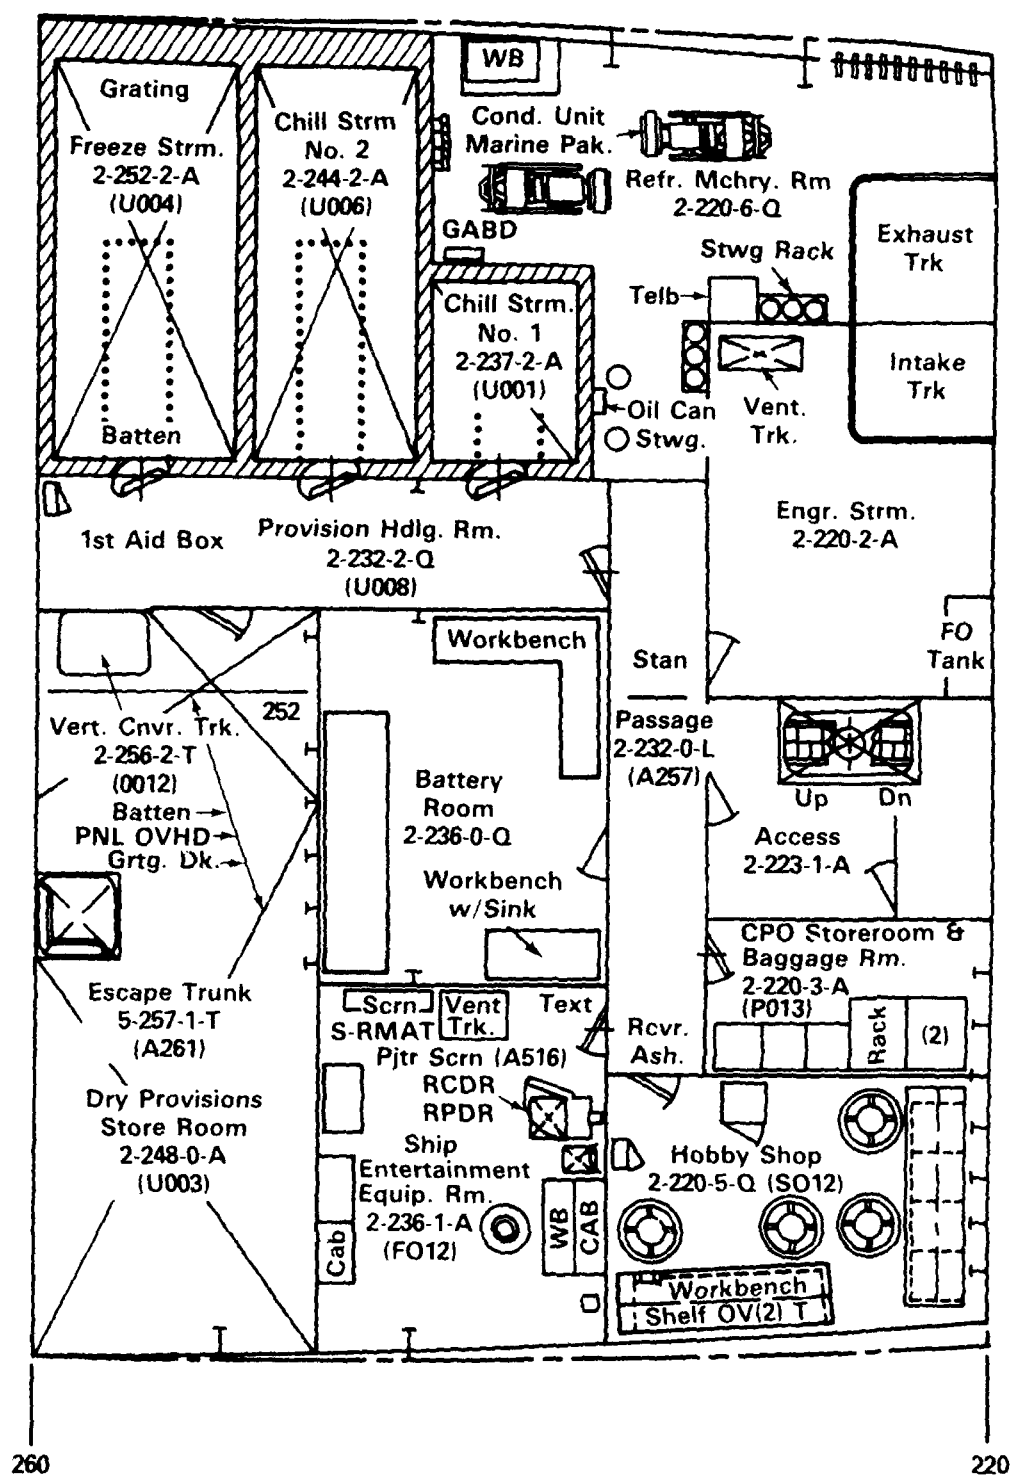 WB
Grating
Freeze Strm.
2-252-2-A
(U004)
Batten
Chill Strm
No. 2
2-244-2-A
(U006)
Cond. Unit
Marine Pak.
Refr. Mchry. Rm
2-220-6-Q
GABD
Chill Strm.
No. 1
2-237-2-A
(U001)
Stwg Rack
Telb
Exhaust
Trk
Intake
Trk
Oil Can
Stwg.
Vent.
Trk.
1st Aid Box
Provision Hdlg. Rm.
2-232-2-Q
(U008)
Engr. Strm.
2-220-2-A
FO
Tank
Workbench
Stan
252
Vert. Cnvr. Trk.
2-256-2-T
(0012)
Batten
PNL OVHD
Grtg. Dk.
Battery
Room
2-236-0-Q
Workbench
w/Sink
Passage
2-232-0-L
(A257)
Up Dn
Access
2-223-1-A
CPO Storeroom &
Baggage Rm.
2-220-3-A
(P013)
Rack
(2)
Escape Trunk
5-257-1-T
(A261)
Dry Provisions
Store Room
2-248-0-A
(U003)
Scrn
Vent
Trk.
Text
S-RMAT
Pjtr Scrn (A516)
RCDR
RPDR
Rcvr.
Ash.
Ship
Entertainment
Equip. Rm.
2-236-1-A
(FO12)
Cab
WB
CAB
Hobby Shop
2-220-5-Q (SO12)
Workbench
Shelf OV(2) T
260
220